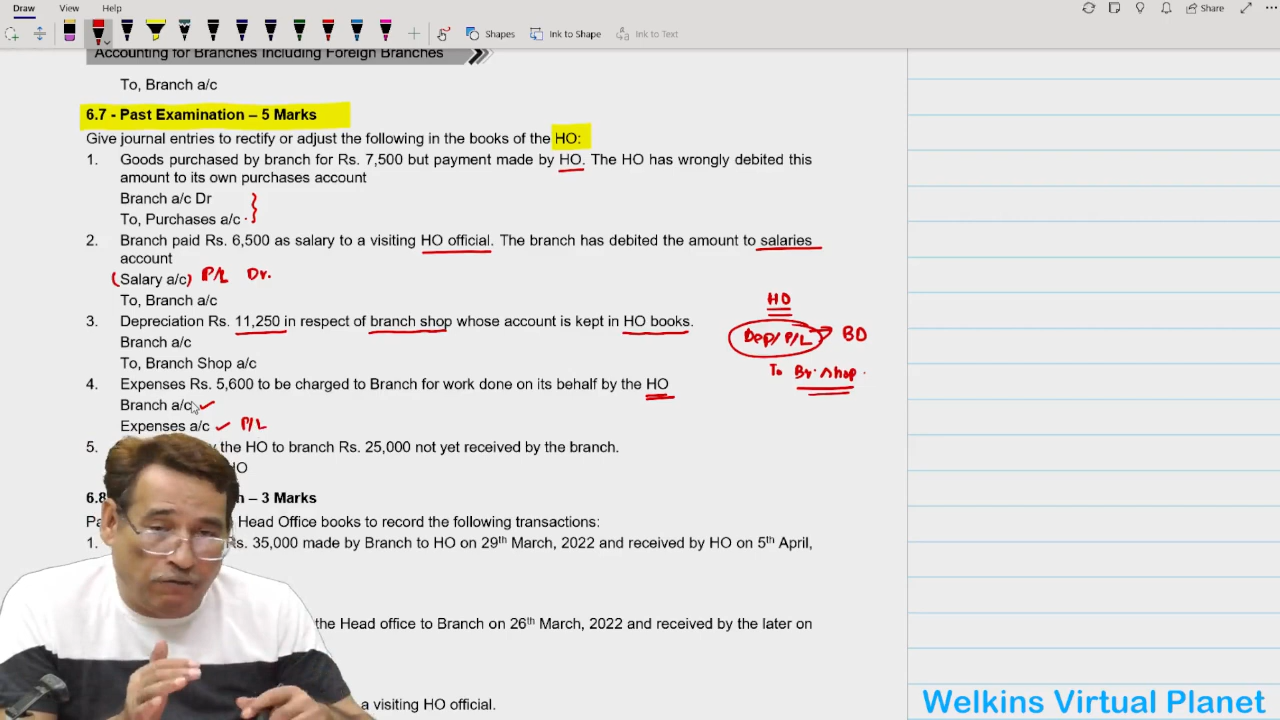 Draw View Help
Share
Shapes Ink to Shape Ink to Text
Accounting for Branches Including Foreign Branches
To, Branch a/c
6.7 - Past Examination – 5 Marks
Give journal entries to rectify or adjust the following in the books of the HO:
1. Goods purchased by branch for Rs. 7,500 but payment made by HO. The HO has wrongly debited this
amount to its own purchases account
Branch a/c Dr
To, Purchases a/c
2. Branch paid Rs. 6,500 as salary to a visiting HO official. The branch has debited the amount to salaries
account
(Salary a/c) P/L Dr.
To, Branch a/c
HO
3. Depreciation Rs. 11,250 in respect of branch shop whose account is kept in HO books.
Dep/P/L BO
Branch a/c
To, Branch Shop a/c
To Br. shop.
4. Expenses Rs. 5,600 to be charged to Branch for work done on its behalf by the HO
Branch a/c
Expenses a/c P/L
5. the HO to branch Rs. 25,000 not yet received by the branch.
HO
6.8 – 3 Marks
Head Office books to record the following transactions:
1. Rs. 35,000 made by Branch to HO on 29th March, 2022 and received by HO on 5th April,
the Head office to Branch on 26th March, 2022 and received by the later on
a visiting HO official.
Welkins Virtual Planet